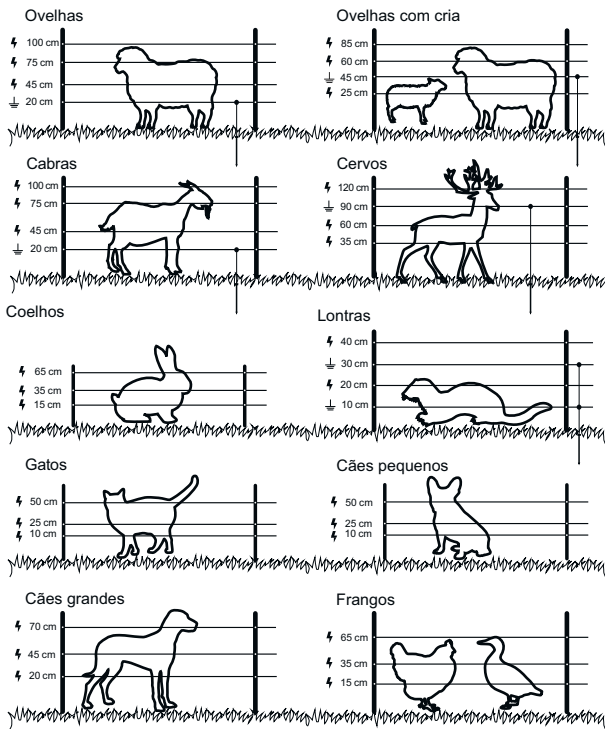 Ovelhas
100 cm
75 cm
45 cm
20 cm
Ovelhas com cria
85 cm
60 cm
45 cm
25 cm
Cabras
100 cm
75 cm
45 cm
20 cm
Cervos
120 cm
90 cm
60 cm
35 cm
Coelhos
65 cm
35 cm
15 cm
Lontras
40 cm
30 cm
20 cm
10 cm
Gatos
50 cm
25 cm
10 cm
Cães pequenos
50 cm
25 cm
10 cm
Cães grandes
70 cm
45 cm
20 cm
Frangos
65 cm
35 cm
15 cm